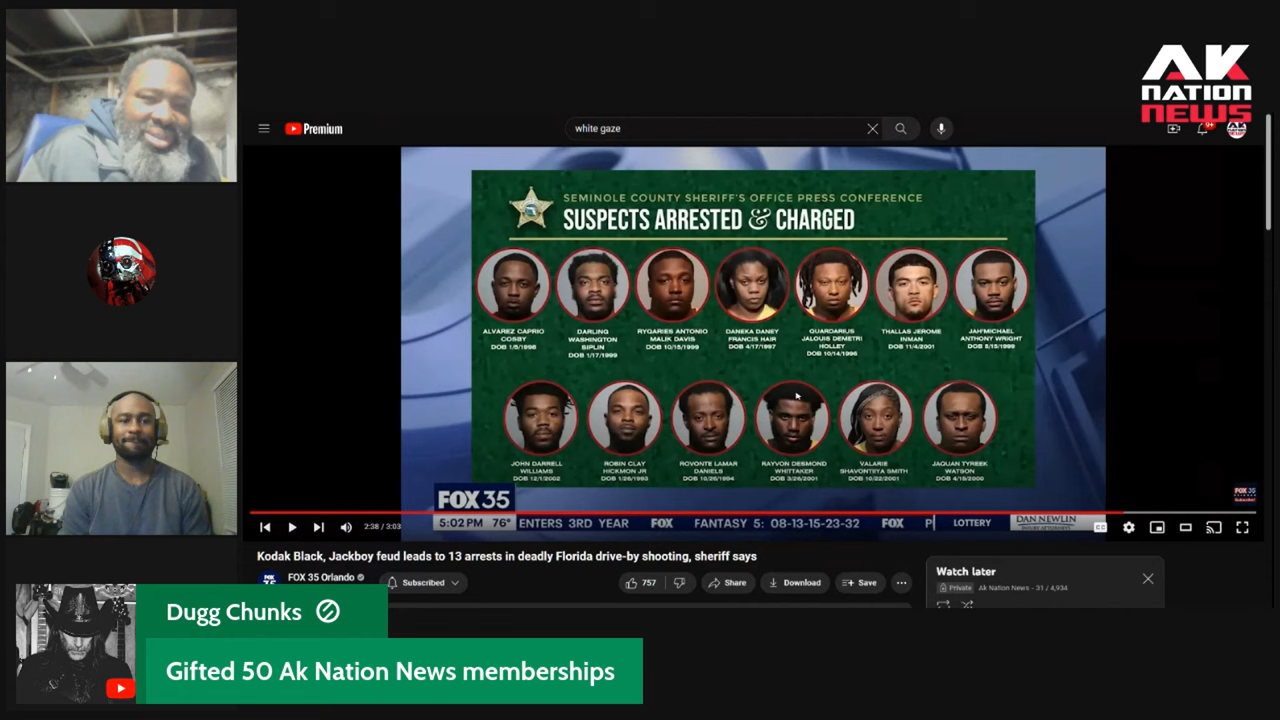 AK
NATION
NEWS
Premium
white gaze
9+
SEMINOLE COUNTY SHERIFF'S OFFICE PRESS CONFERENCE
SUSPECTS ARRESTED & CHARGED
ALVAREZ CAPRIO
COSBY
DOB 1/5/1998
DARLING
WASHINGTON
SIPLIN
DOB 1/17/1999
RYGARIES ANTONIO
MALIK DAVIS
DOB 10/15/1999
DANEKA DANEY
FRANCIS HAIR
DOB 4/17/1997
GUARDARIUS
JALOUIS DEMETRI
HOLLEY
DOB 10/14/1996
THALLAS JEROME
INMAN
DOB 11/4/2001
JAH'MICHAEL
ANTHONY WRIGHT
DOB 8/15/1999
JOHN DARRELL
WILLIAMS
DOB 12/1/2002
ROBIN CLAY
HICKMON JR
DOB 1/26/1993
ROVONTE LAMAR
DANIELS
DOB 10/26/1994
RAYVON DESMOND
WHITTAKER
DOB 3/26/2001
VALARIE
SHAVONTEYA SMITH
DOB 10/22/2001
JAQUAN TYREEK
WATSON
DOB 4/18/2000
FOX 35
5:02 PM 76° ENTERS 3RD YEAR FOX FANTASY 5: 08-13-15-23-32 FOX P LOTTERY DAN NEWLIN
2:38 / 3:03
Kodak Black, Jackboy feud leads to 13 arrests in deadly Florida drive-by shooting, sheriff says
FOX 35 Orlando
Subscribed
757
Share
Download
Save
Watch later
Private Ak Nation News - 31 / 4,934
Dugg Chunks
Gifted 50 Ak Nation News memberships